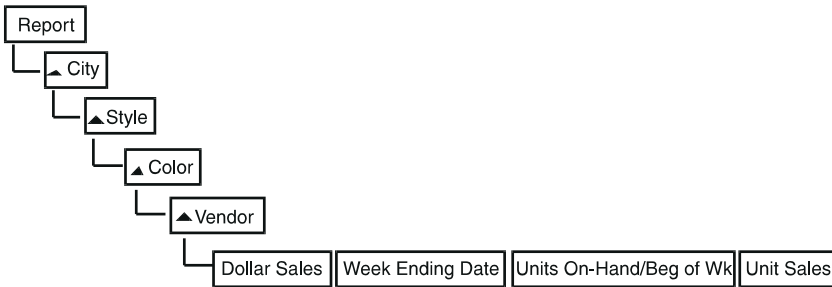 Report
City
Style
Color
Vendor
Dollar Sales
Week Ending Date
Units On-Hand/Beg of Wk
Unit Sales